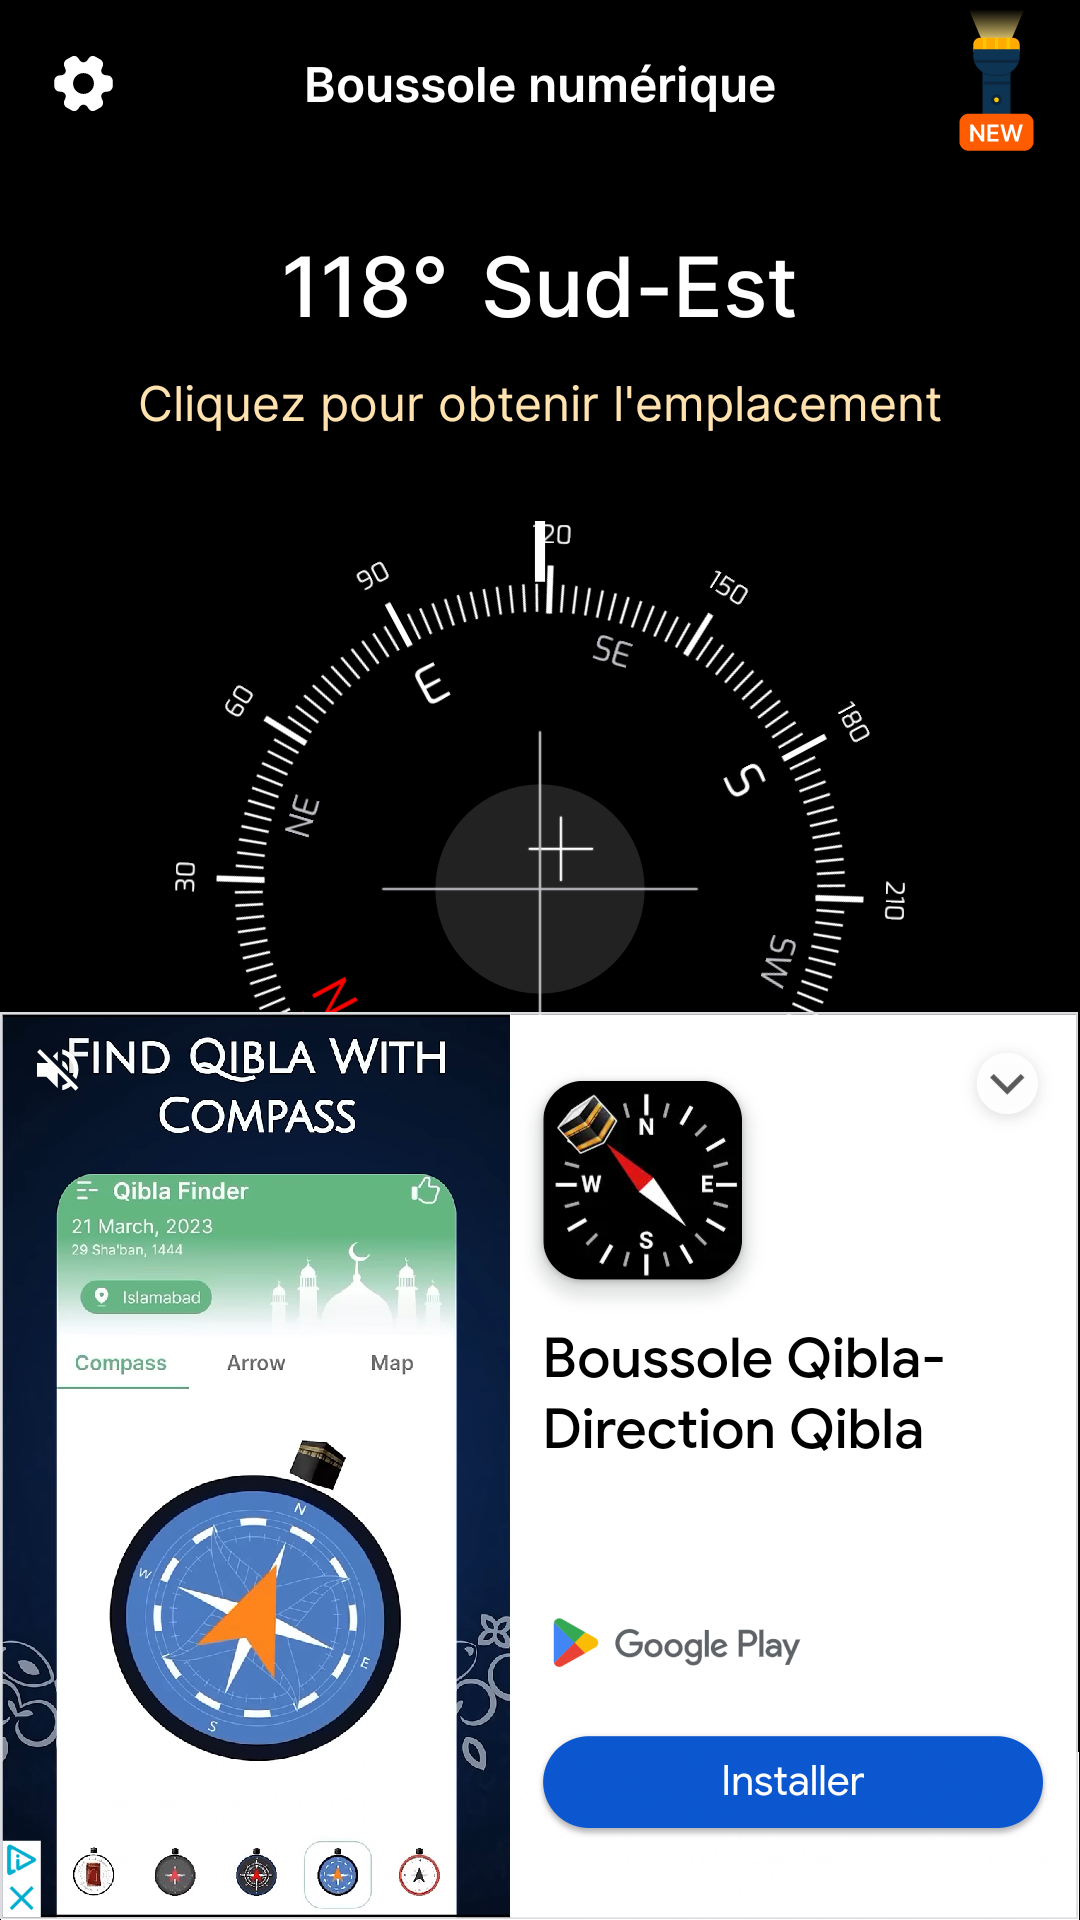 Boussole numérique
NEW
118° Sud-Est
Cliquez pour obtenir l'emplacement
20
90
150
SE
E
60
180
S
NE
30
210
SW
N
FIND QIBLA WITH
COMPASS
Qibla Finder
21 March, 2023
29 Sha'ban, 1444
Islamabad
Compass Arrow Map
N
W
E
S
N
W E
S
Boussole Qibla-
Direction Qibla
Google Play
Installer